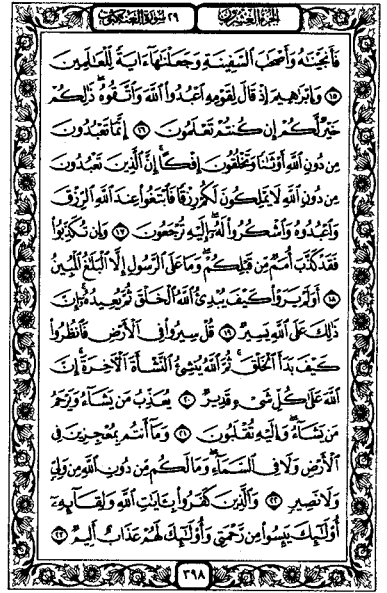 الجزء العشرون ٢٩ سورة العنكبوت
فَأَنجَيْنَٰهُ وَأَصْحَٰبَ ٱلسَّفِينَةِ وَجَعَلْنَٰهَآ ءَايَةً لِّلْعَٰلَمِينَ
١٥ وَإِبْرَٰهِيمَ إِذْ قَالَ لِقَوْمِهِ ٱعْبُدُوا۟ ٱللَّهَ وَٱتَّقُوهُ ۖ ذَٰلِكُمْ
خَيْرٌ لَّكُمْ إِن كُنتُمْ تَعْلَمُونَ ١٦ إِنَّمَا تَعْبُدُونَ
مِن دُونِ ٱللَّهِ أَوْثَٰنًا وَتَخْلُقُونَ إِفْكًا ۚ إِنَّ ٱلَّذِينَ تَعْبُدُونَ
مِن دُونِ ٱللَّهِ لَا يَمْلِكُونَ لَكُمْ رِزْقًا فَٱبْتَغُوا۟ عِندَ ٱللَّهِ ٱلرِّزْقَ
وَٱعْبُدُوهُ وَٱشْكُرُوا۟ لَهُۥٓ ۖ إِلَيْهِ تُرْجَعُونَ ١٧ وَإِن تُكَذِّبُوا۟
فَقَدْ كَذَّبَ أُمَمٌ مِّن قَبْلِكُمْ ۖ وَمَا عَلَى ٱلرَّسُولِ إِلَّا ٱلْبَلَٰغُ ٱلْمُبِينُ
١٨ أَوَلَمْ يَرَوْا۟ كَيْفَ يُبْدِئُ ٱللَّهُ ٱلْخَلْقَ ثُمَّ يُعِيدُهُۥٓ ۚ إِنَّ
ذَٰلِكَ عَلَى ٱللَّهِ يَسِيرٌ ١٩ قُلْ سِيرُوا۟ فِى ٱلْأَرْضِ فَٱنظُرُوا۟
كَيْفَ بَدَأَ ٱلْخَلْقَ ۚ ثُمَّ ٱللَّهُ يُنشِئُ ٱلنَّشْأَةَ ٱلْءَاخِرَةَ ۚ إِنَّ
ٱللَّهَ عَلَىٰ كُلِّ شَىْءٍ قَدِيرٌ ٢٠ يُعَذِّبُ مَن يَشَآءُ وَيَرْحَمُ
مَن يَشَآءُ ۖ وَإِلَيْهِ تُقْلَبُونَ ٢١ وَمَآ أَنتُم بِمُعْجِزِينَ فِى
ٱلْأَرْضِ وَلَا فِى ٱلسَّمَآءِ ۖ وَمَا لَكُم مِّن دُونِ ٱللَّهِ مِن وَلِىٍّ
وَلَا نَصِيرٍ ٢٢ وَٱلَّذِينَ كَفَرُوا۟ بِـَٔايَٰتِ ٱللَّهِ وَلِقَآئِهِۦٓ
أُو۟لَٰٓئِكَ يَئِسُوا۟ مِن رَّحْمَتِى وَأُو۟لَٰٓئِكَ لَهُمْ عَذَابٌ أَلِيمٌ ٢٣
٣٩٨